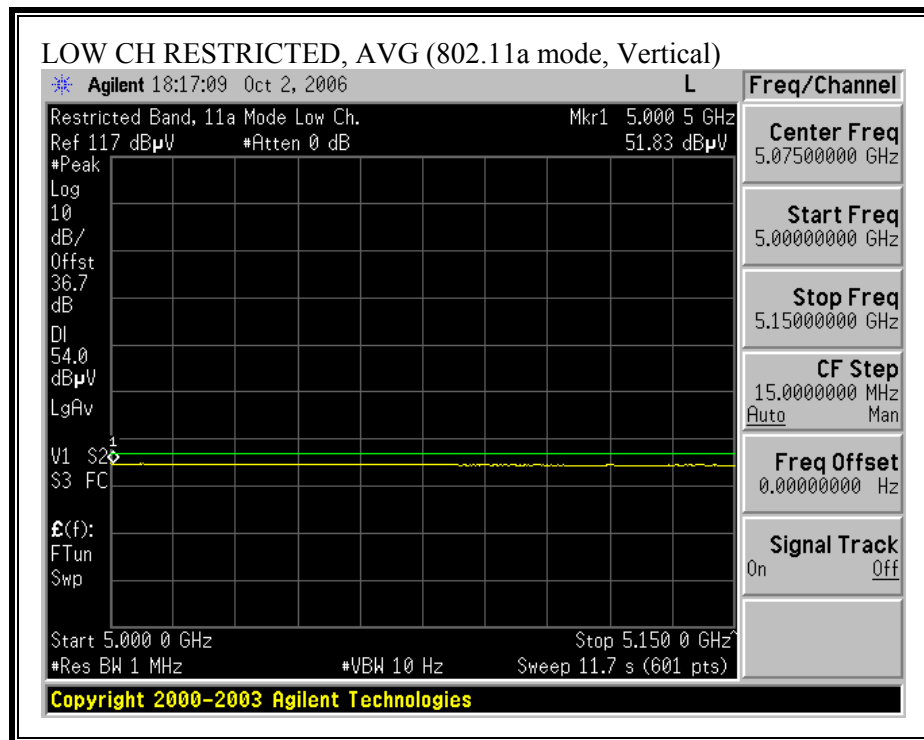 LOW CH RESTRICTED, AVG (802.11a mode, Vertical)
Agilent 18:17:09 Oct 2, 2006 L
Freq/Channel
Restricted Band, 11a Mode Low Ch. Mkr1 5.000 5 GHz
Ref 117 dBµV #Atten 0 dB 51.83 dBµV
#Peak
Log
10
dB/
Offst
36.7
dB
DI
54.0
dBµV
LgAv
1
V1 S2
S3 FC
£(f):
FTun
Swp
Start 5.000 0 GHz Stop 5.150 0 GHz^
#Res BW 1 MHz #VBW 10 Hz Sweep 11.7 s (601 pts)
Center Freq
5.07500000 GHz
Start Freq
5.00000000 GHz
Stop Freq
5.15000000 GHz
CF Step
15.0000000 MHz
Auto Man
Freq Offset
0.00000000 Hz
Signal Track
On Off
Copyright 2000-2003 Agilent Technologies